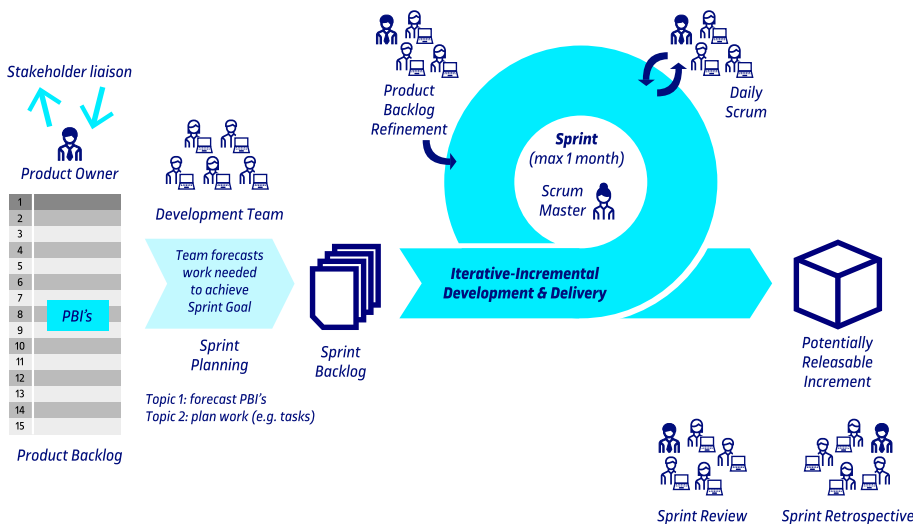 Stakeholder liaison
Product Owner
1
2
3
4
5
6
7
8
9
10
11
12
13
14
15
PBI's
Product Backlog
Development Team
Team forecasts
work needed
to achieve
Sprint Goal
Sprint
Planning
Topic 1: forecast PBI's
Topic 2: plan work (e.g. tasks)
Sprint
Backlog
Product
Backlog
Refinement
Sprint
(max 1 month)
Scrum
Master
Daily
Scrum
Iterative-Incremental
Development & Delivery
Potentially
Releasable
Increment
Sprint Review
Sprint Retrospective